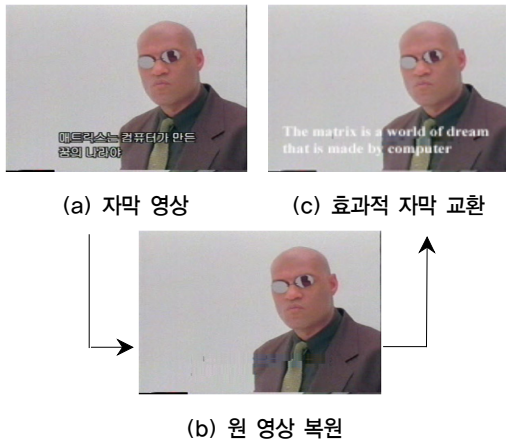 매트릭스는 컴퓨터가 만든
꿈의 나라야
The matrix is a world of dream
that is made by computer
(a) 자막 영상
(c) 효과적 자막 교환
(b) 원 영상 복원